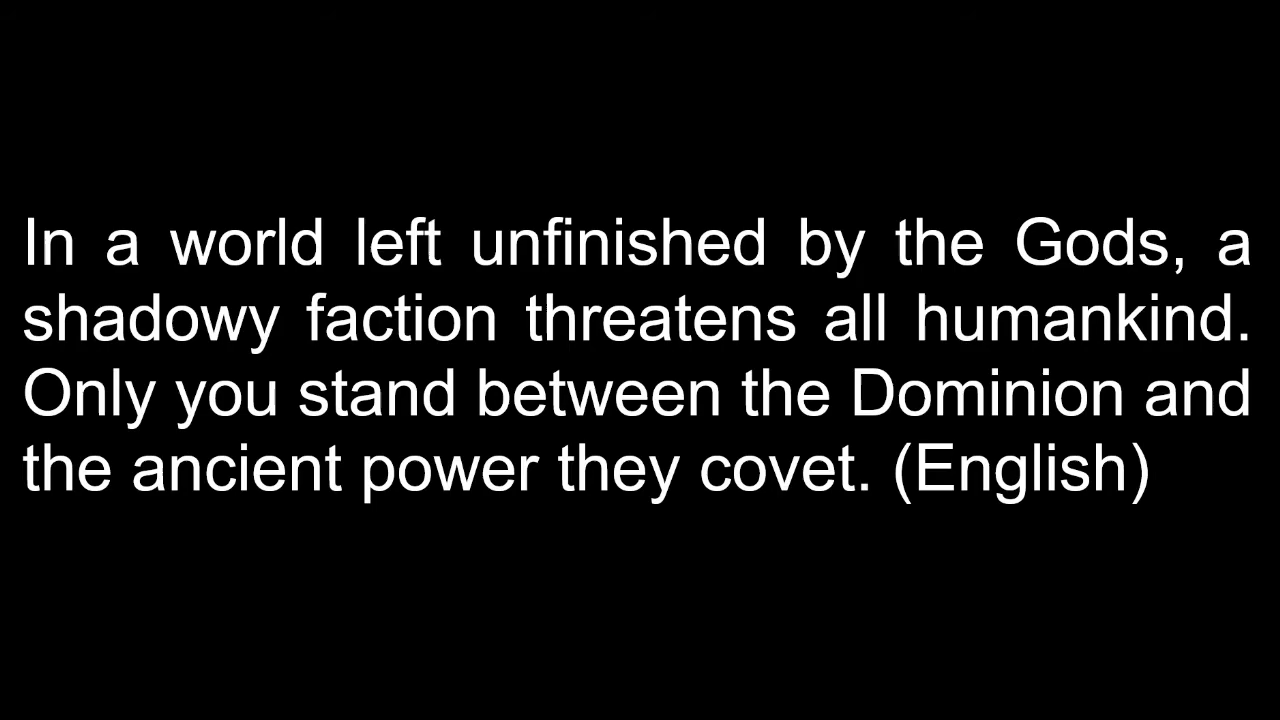 In a world left unfinished by the Gods, a
shadowy faction threatens all humankind.
Only you stand between the Dominion and
the ancient power they covet. (English)